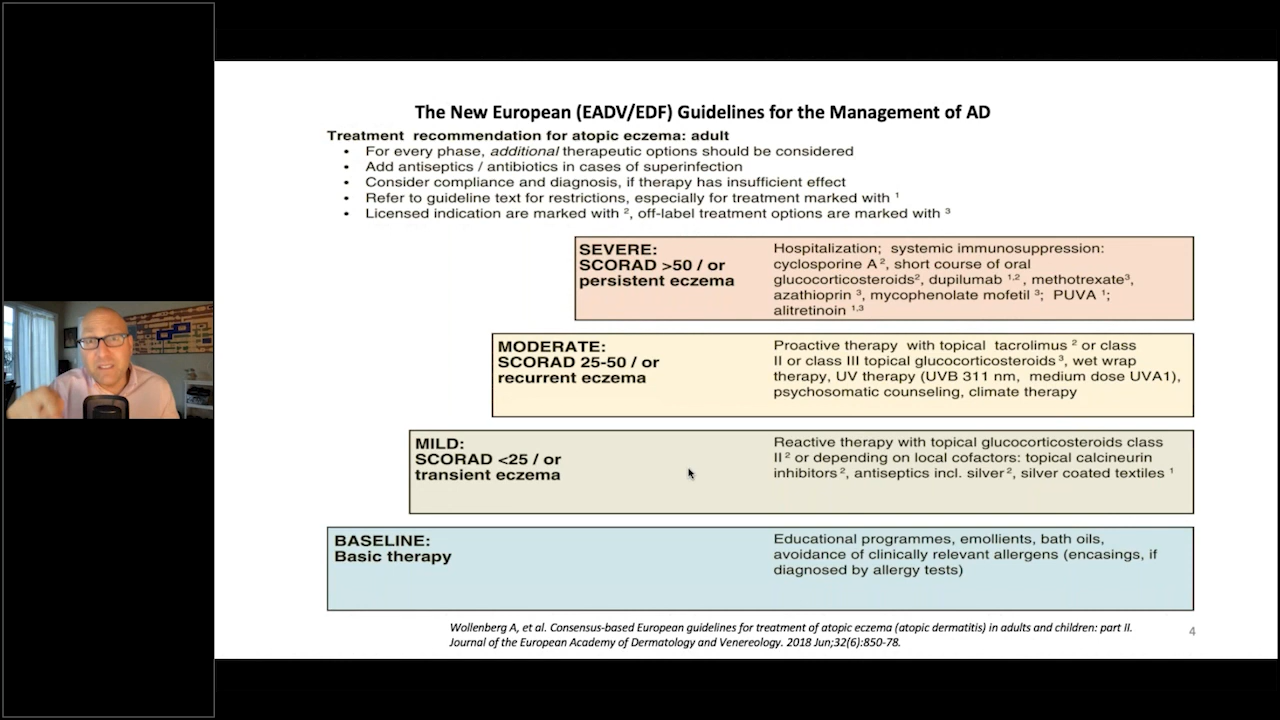 The New European (EADV/EDF) Guidelines for the Management of AD
Treatment recommendation for atopic eczema: adult
• For every phase, additional therapeutic options should be considered
• Add antiseptics / antibiotics in cases of superinfection
• Consider compliance and diagnosis, if therapy has insufficient effect
• Refer to guideline text for restrictions, especially for treatment marked with ¹
• Licensed indication are marked with ², off-label treatment options are marked with ³
SEVERE:
SCORAD >50 / or
persistent eczema
Hospitalization; systemic immunosuppression:
cyclosporine A ², short course of oral
glucocorticosteroids², dupilumab ¹,², methotrexate³,
azathioprin ³, mycophenolate mofetil ³; PUVA ¹;
alitretinoin ¹,³
MODERATE:
SCORAD 25-50 / or
recurrent eczema
Proactive therapy with topical tacrolimus ² or class
II or class III topical glucocorticosteroids ³, wet wrap
therapy, UV therapy (UVB 311 nm, medium dose UVA1),
psychosomatic counseling, climate therapy
MILD:
SCORAD <25 / or
transient eczema
Reactive therapy with topical glucocorticosteroids class
II ² or depending on local cofactors: topical calcineurin
inhibitors ², antiseptics incl. silver ², silver coated textiles ¹
BASELINE:
Basic therapy
Educational programmes, emollients, bath oils,
avoidance of clinically relevant allergens (encasings, if
diagnosed by allergy tests)
Wollenberg A, et al. Consensus-based European guidelines for treatment of atopic eczema (atopic dermatitis) in adults and children: part II.
Journal of the European Academy of Dermatology and Venereology. 2018 Jun;32(6):850-78.
4